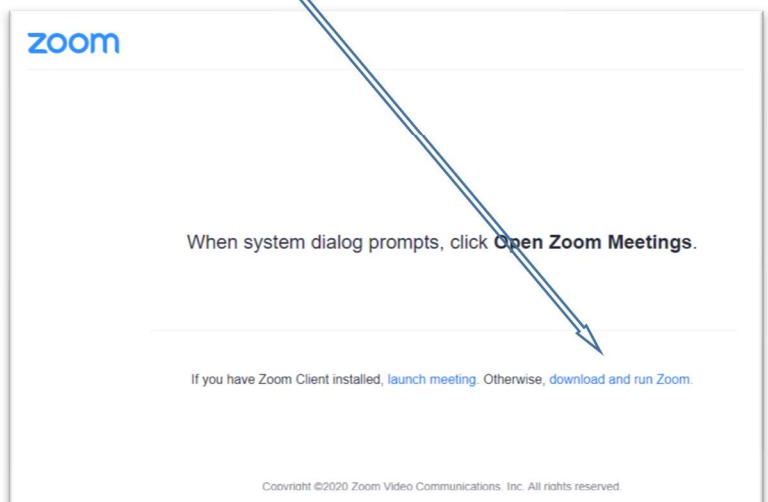 zoom
When system dialog prompts, click Open Zoom Meetings.
If you have Zoom Client installed, launch meeting. Otherwise, download and run Zoom.
Copyright ©2020 Zoom Video Communications, Inc. All rights reserved.